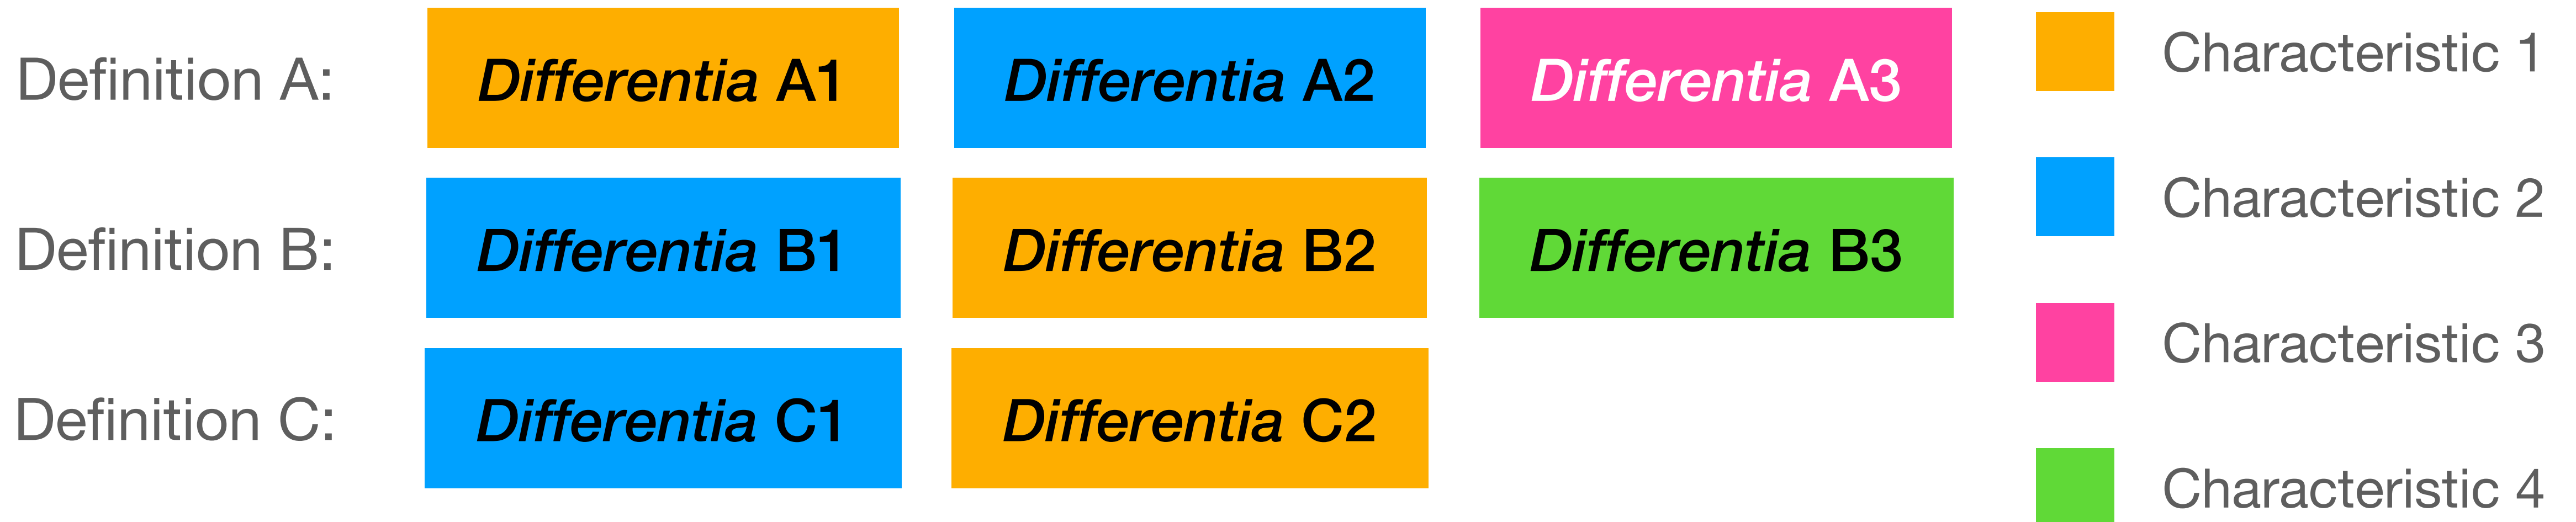 Definition A: Differentia A1 Differentia A2 Differentia A3
Definition B: Differentia B1 Differentia B2 Differentia B3
Definition C: Differentia C1 Differentia C2
Characteristic 1
Characteristic 2
Characteristic 3
Characteristic 4